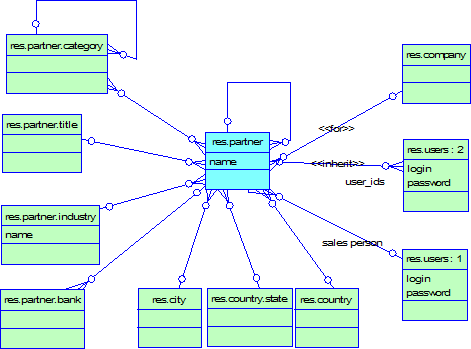 res.partner.category
res.company
res.partner.title
res.partner
name
<<for>>
<<inherit>>
user_ids
res.users : 2
login
password
res.partner.industry
name
sales person
res.users : 1
login
password
res.partner.bank
res.city
res.country.state
res.country